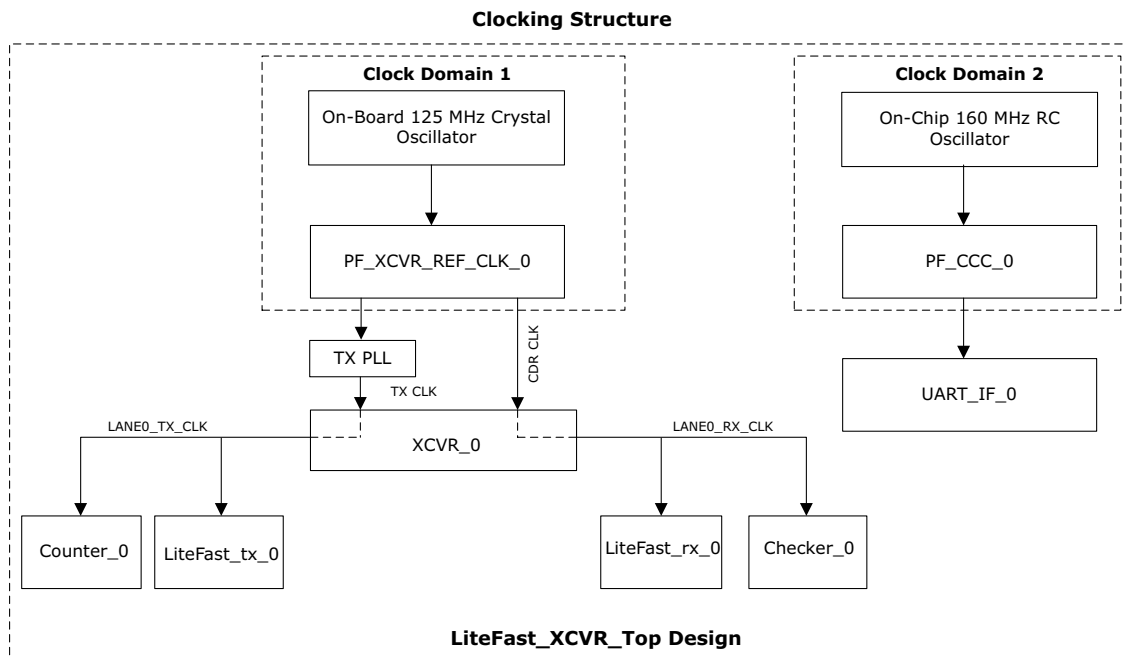 Clocking Structure
Clock Domain 1
Clock Domain 2
On-Board 125 MHz Crystal
Oscillator
On-Chip 160 MHz RC
Oscillator
PF_XCVR_REF_CLK_0
PF_CCC_0
TX PLL
CDR CLK
TX CLK
UART_IF_0
LANE0_TX_CLK
LANE0_RX_CLK
XCVR_0
Counter_0
LiteFast_tx_0
LiteFast_rx_0
Checker_0
LiteFast_XCVR_Top Design